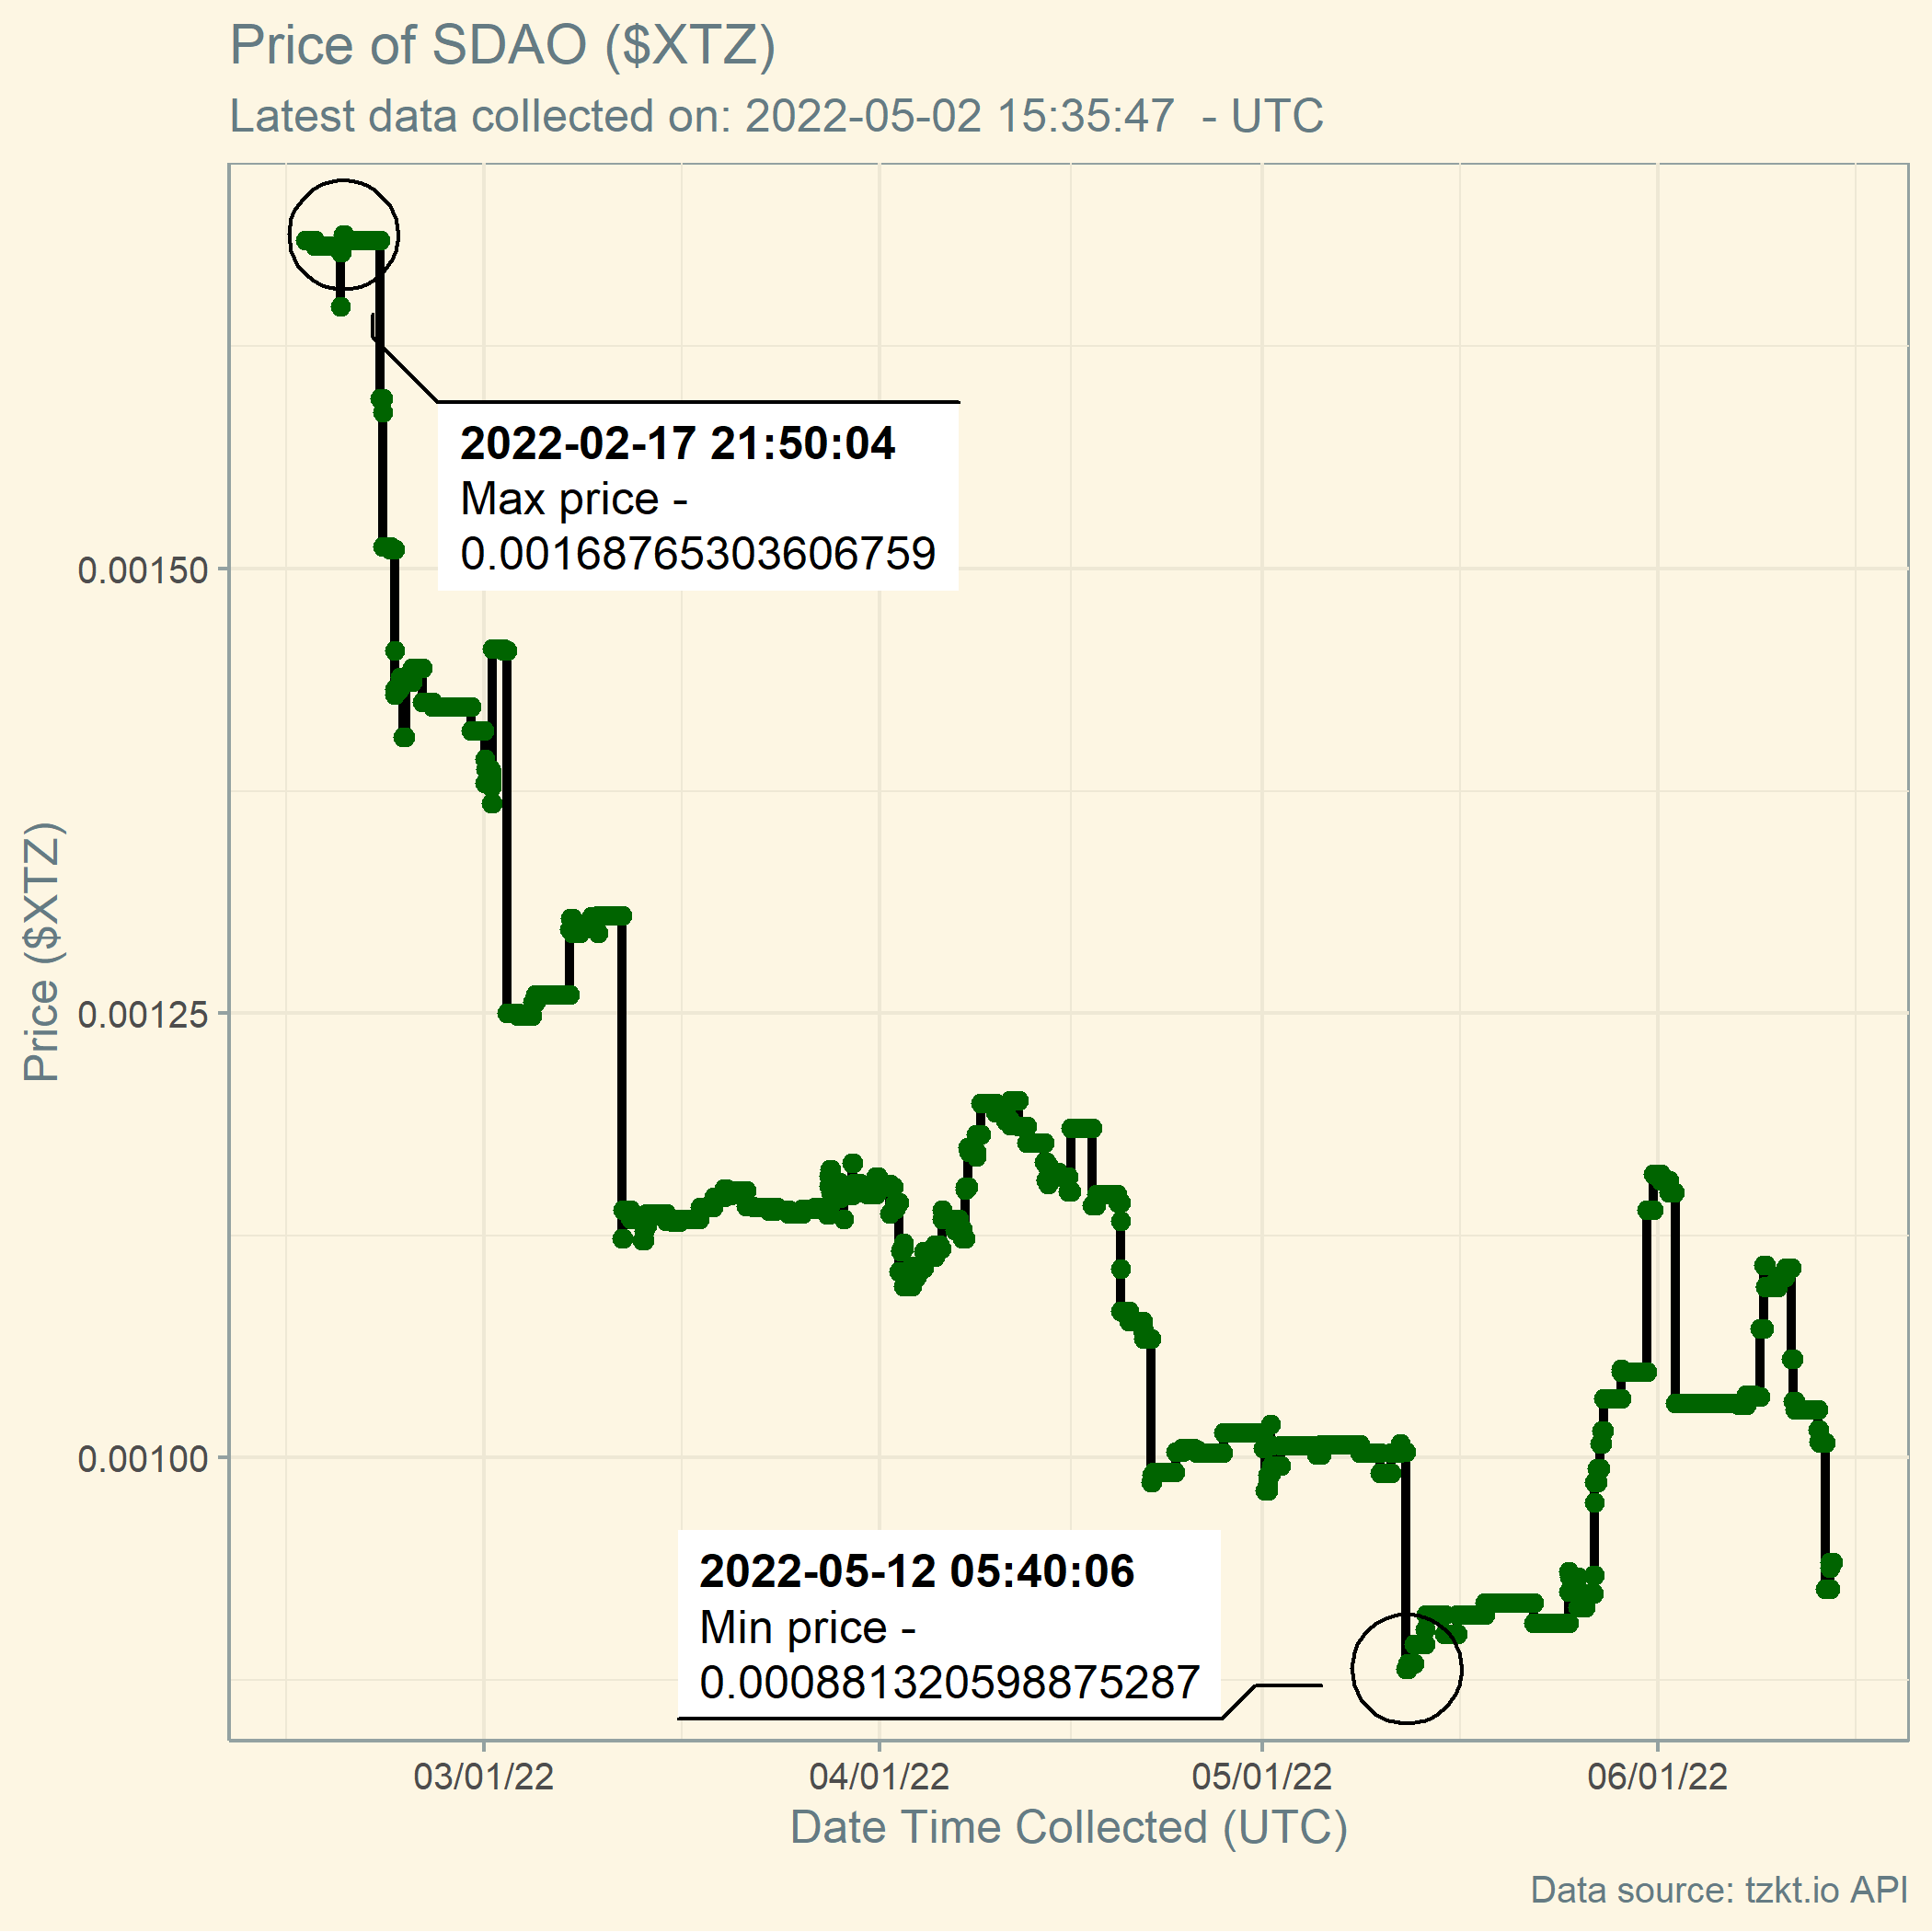 Price of SDAO ($XTZ)
Latest data collected on: 2022-05-02 15:35:47  - UTC
2022-02-17 21:50:04
Max price -
0.00168765303606759
0.00150
0.00125
0.00100
Price ($XTZ)
2022-05-12 05:40:06
Min price -
0.000881320598875287
03/01/22
04/01/22
05/01/22
06/01/22
Date Time Collected (UTC)
Data source: tzkt.io API